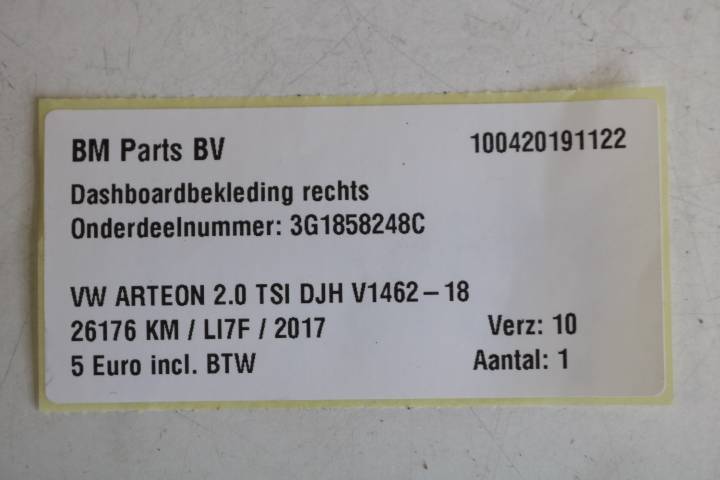 BM Parts BV 100420191122
Dashboardbekleding rechts
Onderdeelnummer: 3G1858248C
VW ARTEON 2.0 TSI DJH V1462-18
26176 KM / LI7F / 2017 Verz: 10
5 Euro incl. BTW Aantal: 1